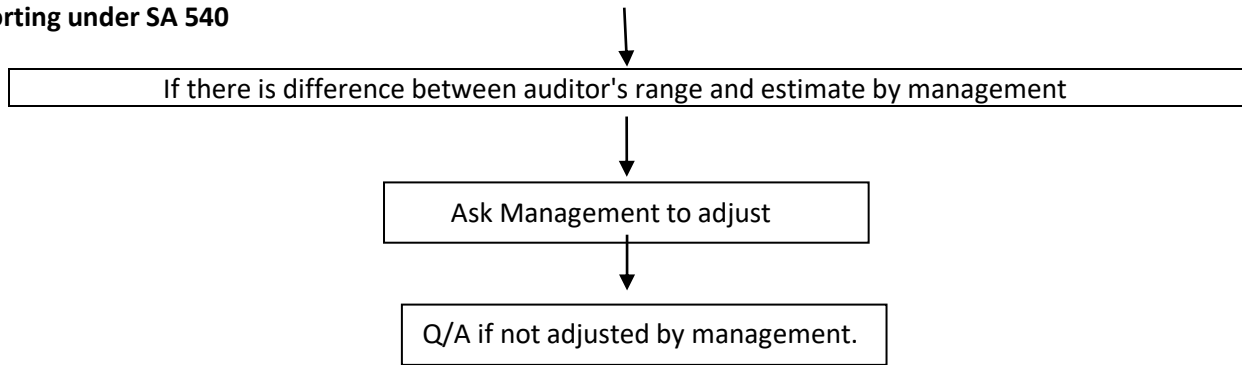 orting under SA 540
If there is difference between auditor's range and estimate by management
Ask Management to adjust
Q/A if not adjusted by management.